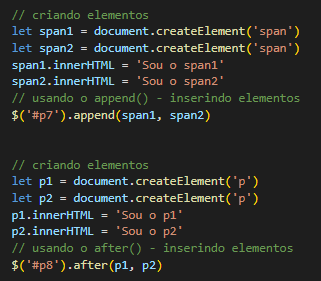 // criando elementos
let span1 = document.createElement('span')
let span2 = document.createElement('span')
span1.innerHTML = 'Sou o span1'
span2.innerHTML = 'Sou o span2'
// usando o append() - inserindo elementos
$('#p7').append(span1, span2)
// criando elementos
let p1 = document.createElement('p')
let p2 = document.createElement('p')
p1.innerHTML = 'Sou o p1'
p2.innerHTML = 'Sou o p2'
// usando o after() - inserindo elementos
$('#p8').after(p1, p2)